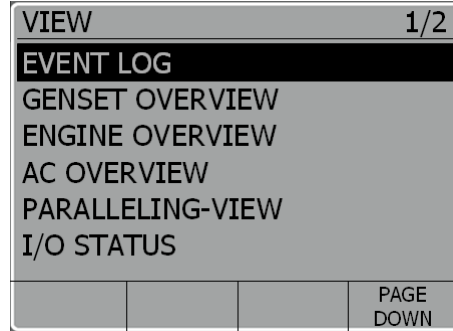 VIEW 1/2
EVENT LOG
GENSET OVERVIEW
ENGINE OVERVIEW
AC OVERVIEW
PARALLELING-VIEW
I/O STATUS
PAGE
DOWN